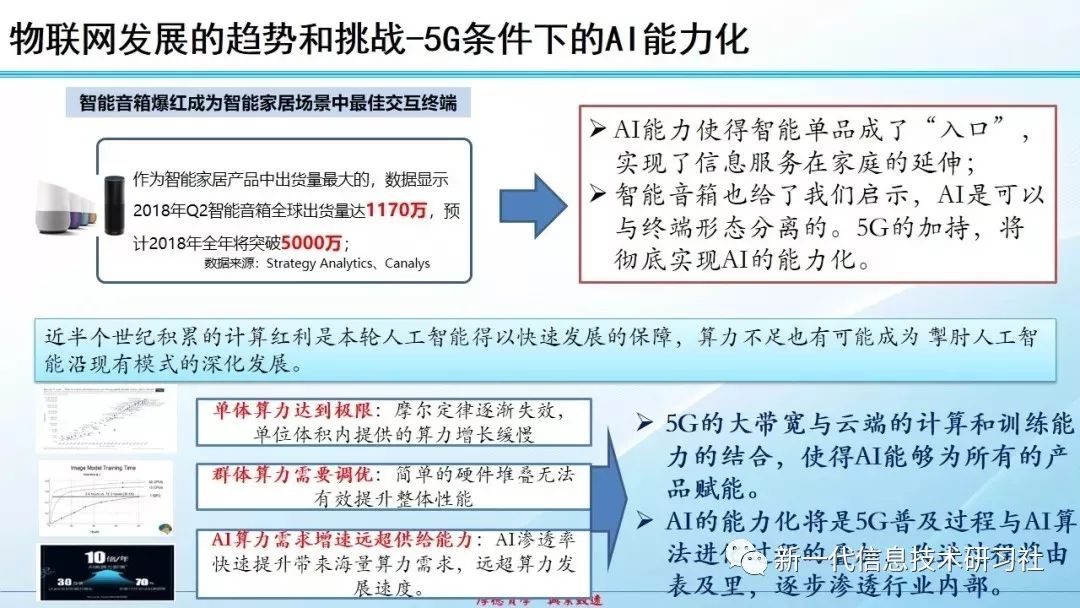 物联网发展的趋势和挑战-5G条件下的AI能力化
智能音箱爆红成为智能家居场景中最佳交互终端
作为智能家居产品中出货量最大的，数据显示
2018年Q2智能音箱全球出货量达1170万，预
计2018年全年将突破5000万；
数据来源：Strategy Analytics、Canalys
➢AI能力使得智能单品成了“入口”，
实现了信息服务在家庭的延伸；
➢智能音箱也给了我们启示，AI是可以
与终端形态分离的。5G的加持，将
彻底实现AI的能力化。
近半个世纪积累的计算红利是本轮人工智能得以快速发展的保障，算力不足也有可能成为 掣肘人工智
能沿现有模式的深化发展。
单体算力达到极限：摩尔定律逐渐失效，
单位体积内提供的算力增长缓慢
Image Model Training Time
群体算力需要调优：简单的硬件堆叠无法
有效提升整体性能
10倍/年
30倍
70%
AI算力需求增速远超供给能力：AI渗透率
快速提升带来海量算力需求，远超算力发
展速度。
➢ 5G的大带宽与云端的计算和训练能
力的结合，使得AI能够为所有的产
品赋能。
➢ AI的能力化将是5G普及过程与AI算
法进
由
表及里，逐步渗透行业内部。
新一代信息技术研习社